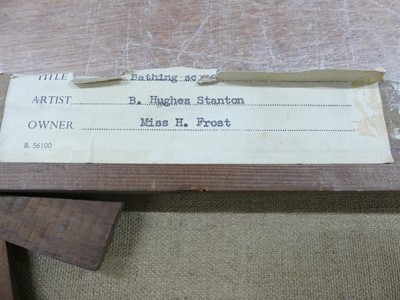 TITLE Bathing
ARTIST B. Hughes Stanton
OWNER Miss H. Frost
B. 56100